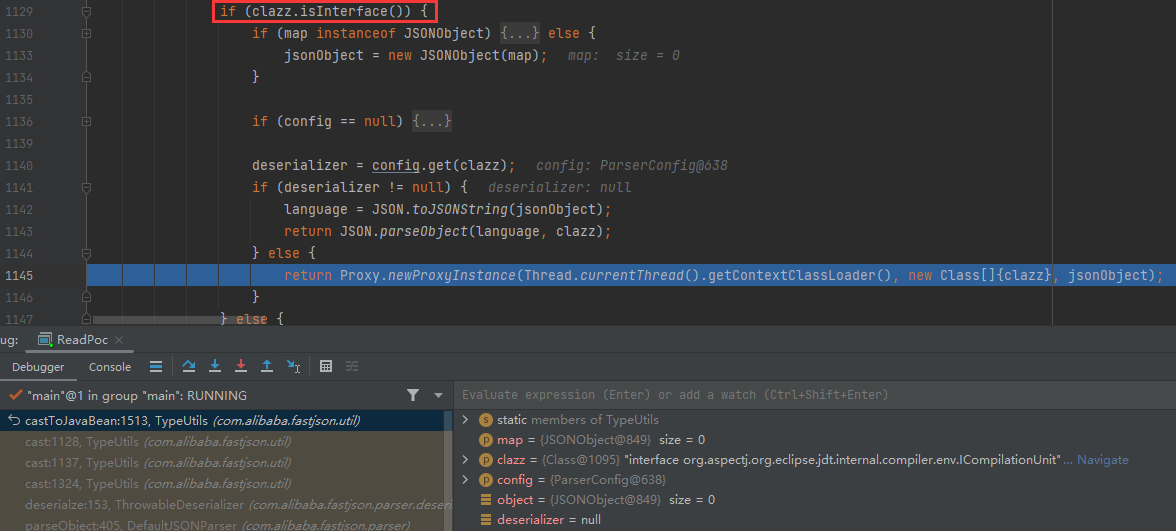 1129 if (clazz.isInterface()) {
1130 if (map instanceof JSONObject) {...} else {
1133 jsonObject = new JSONObject(map); map: size = 0
1134 }
1135
1136 if (config == null) {...}
1139
1140 deserializer = config.get(clazz); config: ParserConfig@638
1141 if (deserializer != null) { deserializer: null
1142 language = JSON.toJSONString(jsonObject);
1143 return JSON.parseObject(language, clazz);
1144 } else {
1145 return Proxy.newProxyInstance(Thread.currentThread().getContextClassLoader(), new Class[]{clazz}, jsonObject);
1146 }
1147 } else {
ug: ReadPoc ×
Debugger Console
"main"@1 in group "main": RUNNING
Evaluate expression (Enter) or add a watch (Ctrl+Shift+Enter)
castToJavaBean:1513, TypeUtils (com.alibaba.fastjson.util)
cast:1128, TypeUtils (com.alibaba.fastjson.util)
cast:1137, TypeUtils (com.alibaba.fastjson.util)
cast:1324, TypeUtils (com.alibaba.fastjson.util)
deserialze:153, ThrowableDeserializer (com.alibaba.fastjson.parser.deseri
parseObject:405, DefaultJSONParser (com.alibaba.fastjson.parser)
s static members of TypeUtils
p map = {JSONObject@849} size = 0
p clazz = {Class@1095} "interface org.aspectj.org.eclipse.jdt.internal.compiler.env.ICompilationUnit"... Navigate
p config = {ParserConfig@638}
object = {JSONObject@849} size = 0
deserializer = null